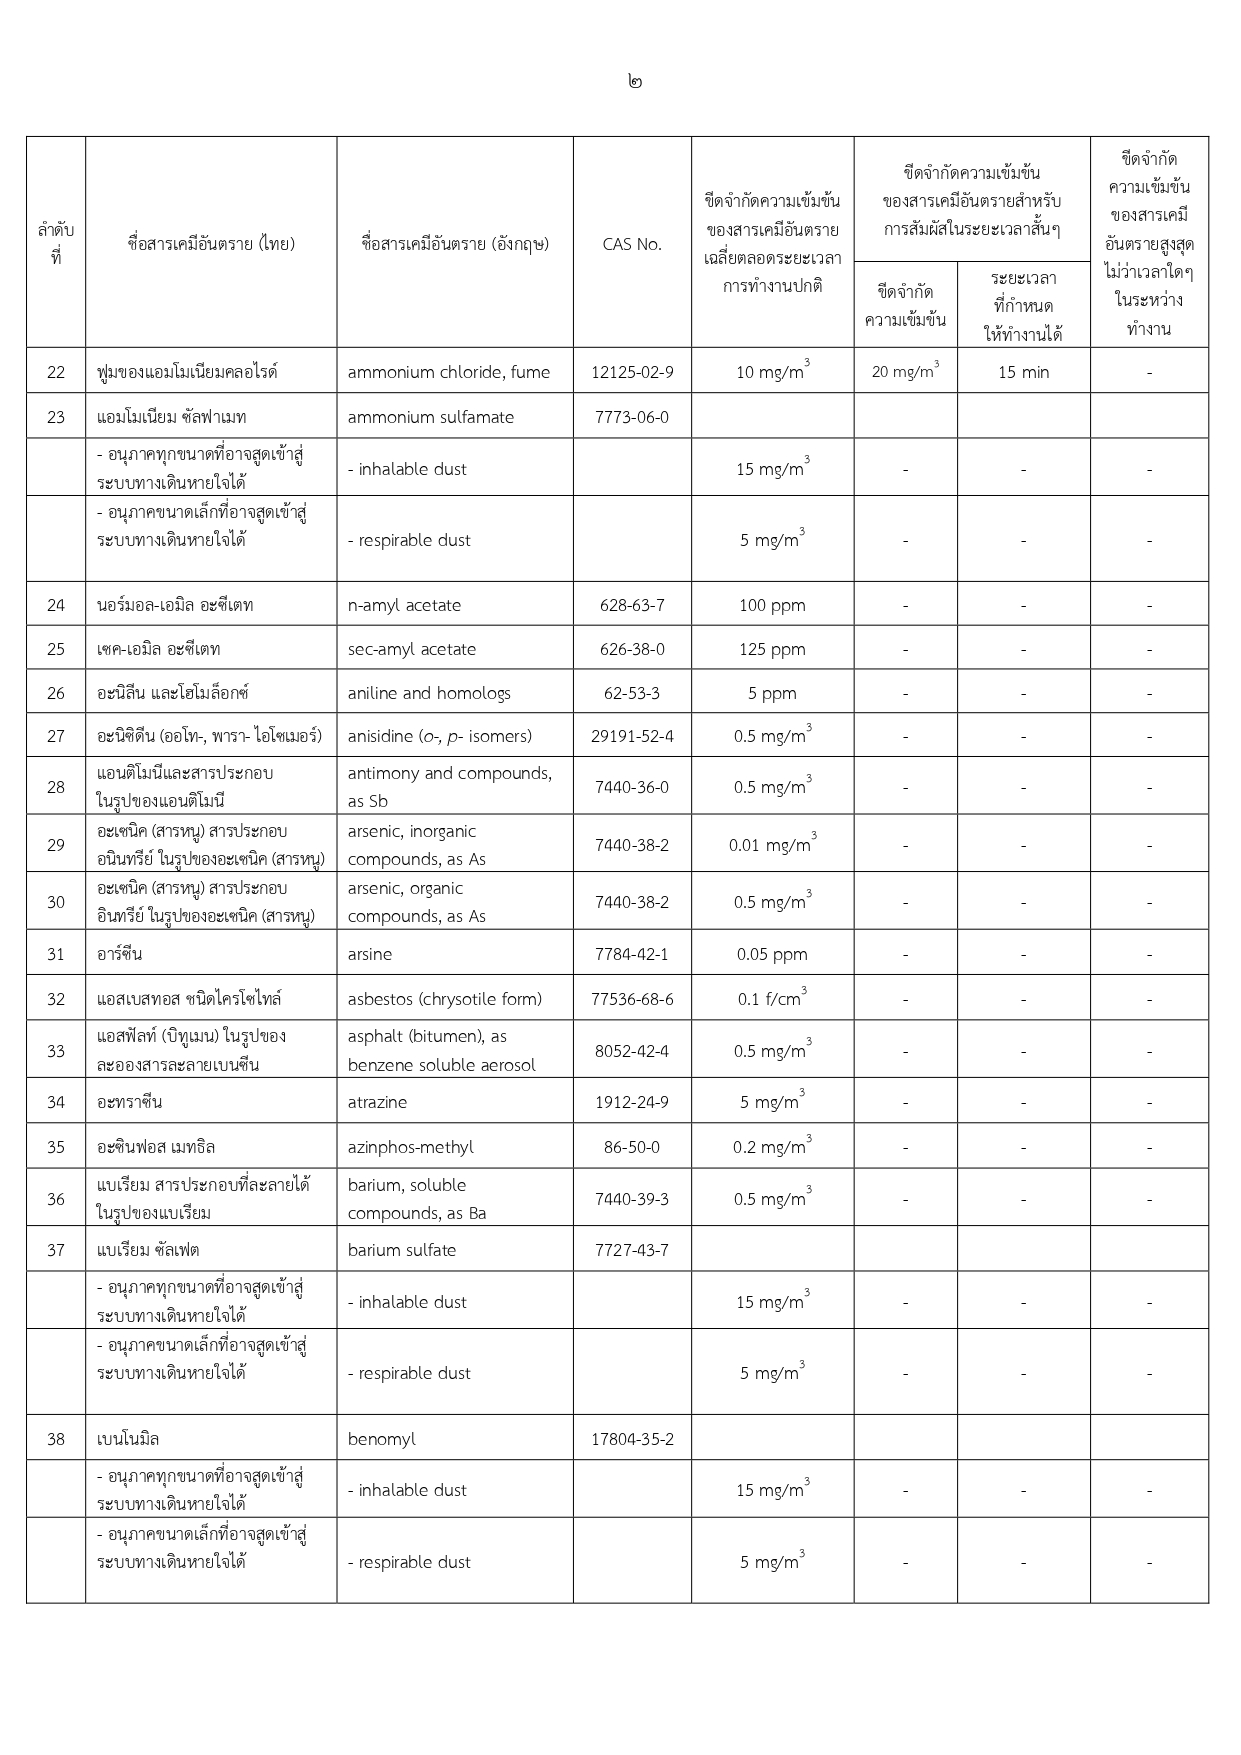 ๒
ลำดับ
ที่
ชื่อสารเคมีอันตราย (ไทย)
ชื่อสารเคมีอันตราย (อังกฤษ)
CAS No.
ขีดจำกัดความเข้มข้น
ของสารเคมีอันตราย
เฉลี่ยตลอดระยะเวลา
การทำงานปกติ
ขีดจำกัดความเข้มข้น
ของสารเคมีอันตรายสำหรับ
การสัมผัสในระยะเวลาสั้นๆ
ขีดจำกัด
ความเข้มข้น
ระยะเวลา
ที่กำหนด
ให้ทำงานได้
ขีดจำกัด
ความเข้มข้น
ของสารเคมี
อันตรายสูงสุด
ไม่ว่าเวลาใดๆ
ในระหว่าง
ทำงาน
22 ฟูมของแอมโมเนียมคลอไรด์ ammonium chloride, fume 12125-02-9 10 mg/m³ 20 mg/m³ 15 min -
23 แอมโมเนียม ซัลฟาเมท ammonium sulfamate 7773-06-0
- อนุภาคทุกขนาดที่อาจสูดเข้าสู่
ระบบทางเดินหายใจได้ - inhalable dust 15 mg/m³ - - -
- อนุภาคขนาดเล็กที่อาจสูดเข้าสู่
ระบบทางเดินหายใจได้ - respirable dust 5 mg/m³ - - -
24 นอร์มอล-เอมิล อะซีเตท n-amyl acetate 628-63-7 100 ppm - - -
25 เซค-เอมิล อะซีเตท sec-amyl acetate 626-38-0 125 ppm - - -
26 อะนิลีน และโฮโมล็อกซ์ aniline and homologs 62-53-3 5 ppm - - -
27 อะนิซิดีน (ออโท-, พารา- ไอโซเมอร์) anisidine (o-, p- isomers) 29191-52-4 0.5 mg/m³ - - -
28 แอนติโมนีและสารประกอบ
ในรูปของแอนติโมนี
antimony and compounds,
as Sb 7440-36-0 0.5 mg/m³ - - -
29 อะเซนิค (สารหนู) สารประกอบ
อนินทรีย์ ในรูปของอะเซนิค (สารหนู)
arsenic, inorganic
compounds, as As 7440-38-2 0.01 mg/m³ - - -
30 อะเซนิค (สารหนู) สารประกอบ
อินทรีย์ ในรูปของอะเซนิค (สารหนู)
arsenic, organic
compounds, as As 7440-38-2 0.5 mg/m³ - - -
31 อาร์ซีน arsine 7784-42-1 0.05 ppm - - -
32 แอสเบสทอส ชนิดไครโซไทล์ asbestos (chrysotile form) 77536-68-6 0.1 f/cm³ - - -
33 แอสฟัลท์ (บิทูเมน) ในรูปของ
ละอองสารละลายเบนซีน
asphalt (bitumen), as
benzene soluble aerosol 8052-42-4 0.5 mg/m³ - - -
34 อะทราซีน atrazine 1912-24-9 5 mg/m³ - - -
35 อะซินฟอส เมทธิล azinphos-methyl 86-50-0 0.2 mg/m³ - - -
36 แบเรียม สารประกอบที่ละลายได้
ในรูปของแบเรียม
barium, soluble
compounds, as Ba 7440-39-3 0.5 mg/m³ - - -
37 แบเรียม ซัลเฟต barium sulfate 7727-43-7
- อนุภาคทุกขนาดที่อาจสูดเข้าสู่
ระบบทางเดินหายใจได้ - inhalable dust 15 mg/m³ - - -
- อนุภาคขนาดเล็กที่อาจสูดเข้าสู่
ระบบทางเดินหายใจได้ - respirable dust 5 mg/m³ - - -
38 เบนโนมิล benomyl 17804-35-2
- อนุภาคทุกขนาดที่อาจสูดเข้าสู่
ระบบทางเดินหายใจได้ - inhalable dust 15 mg/m³ - - -
- อนุภาคขนาดเล็กที่อาจสูดเข้าสู่
ระบบทางเดินหายใจได้ - respirable dust 5 mg/m³ - - -